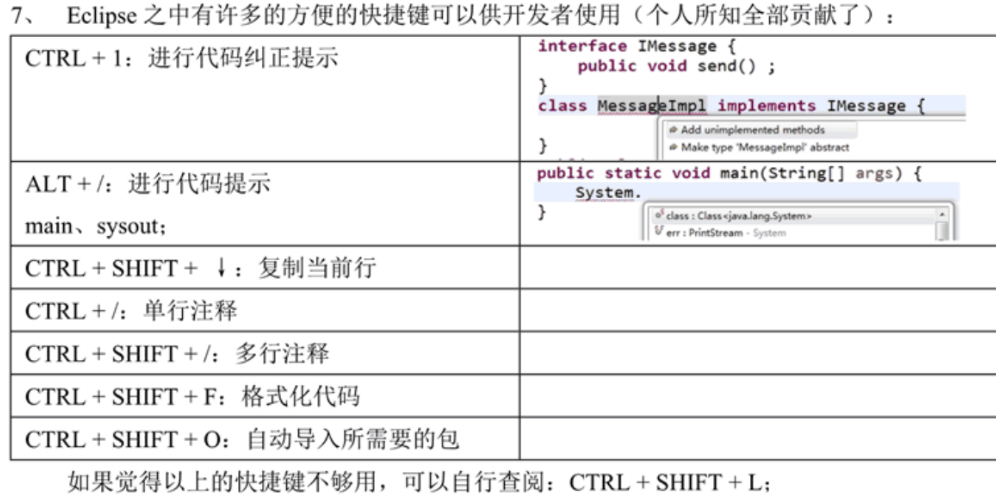 7、 Eclipse 之中有许多的方便的快捷键可以供开发者使用（个人所知全部贡献了）：
CTRL + 1：进行代码纠正提示
interface IMessage {
public void send() ;
}
class MessageImpl implements IMessage {
Add unimplemented methods
}
Make type 'MessageImpl' abstract
ALT + /：进行代码提示
main、sysout；
public static void main(String[] args) {
System.
}
class : Class<java.lang.System>
err : PrintStream - System
CTRL + SHIFT + ↓：复制当前行
CTRL + /：单行注释
CTRL + SHIFT + /：多行注释
CTRL + SHIFT + F：格式化代码
CTRL + SHIFT + O：自动导入所需要的包
如果觉得以上的快捷键不够用，可以自行查阅：CTRL + SHIFT + L；